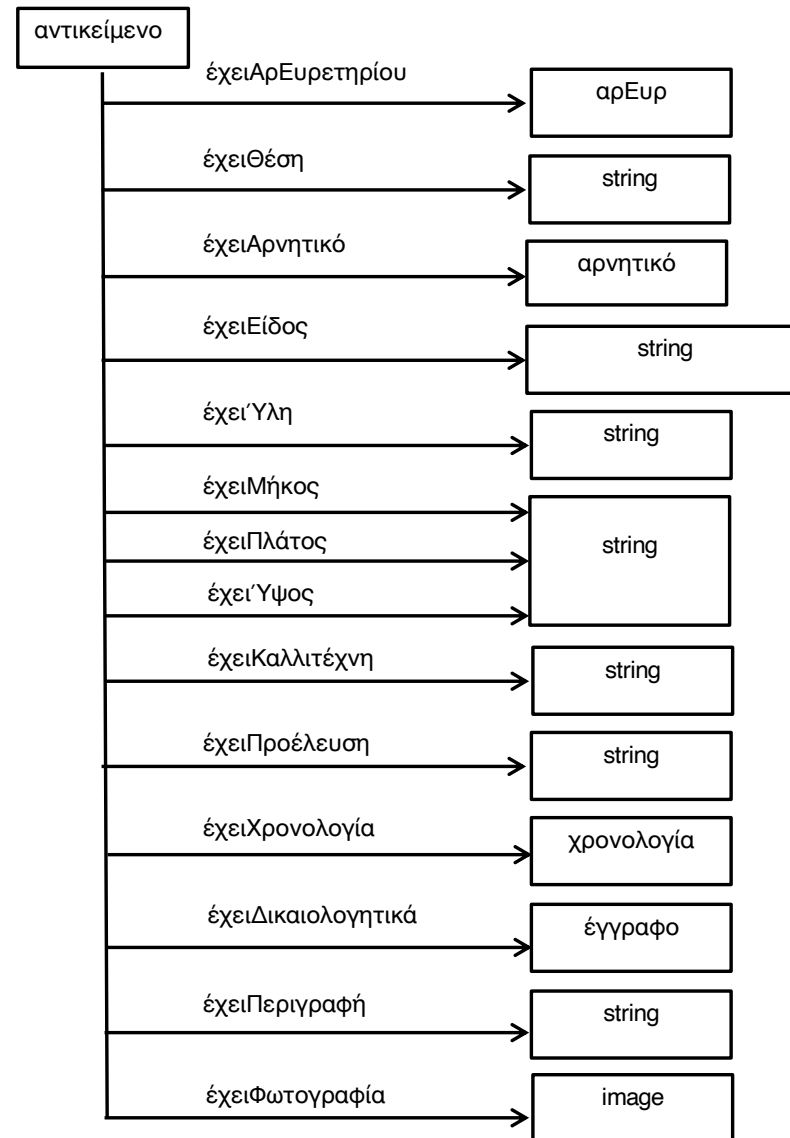 αντικείμενο
έχειΑρΕυρετηρίου
αρΕυρ
έχειΘέση
string
έχειΑρνητικό
αρνητικό
έχειΕίδος
string
έχειΎλη
string
έχειΜήκος
έχειΠλάτος
string
έχειΎψος
έχειΚαλλιτέχνη
string
έχειΠροέλευση
string
έχειΧρονολογία
χρονολογία
έχειΔικαιολογητικά
έγγραφο
έχειΠεριγραφή
string
έχειΦωτογραφία
image